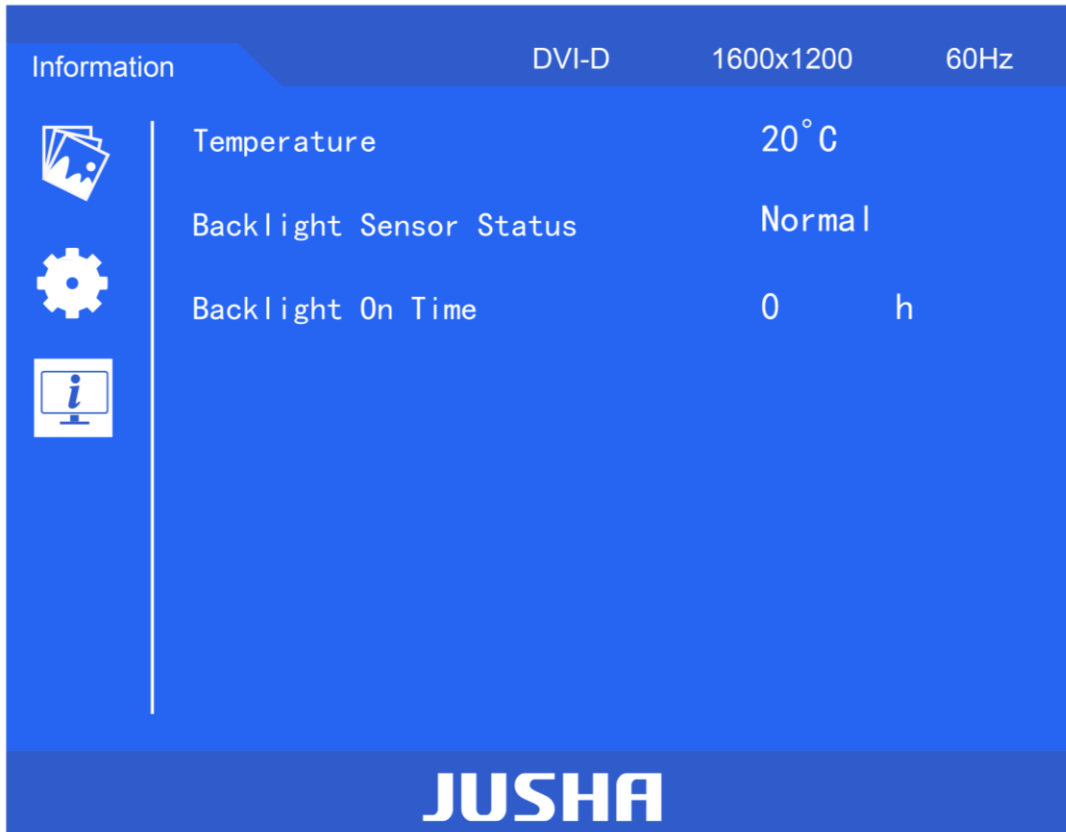 Information DVI-D 1600x1200 60Hz
Temperature 20°C
Backlight Sensor Status Normal
Backlight On Time 0 h
i
JUSHA